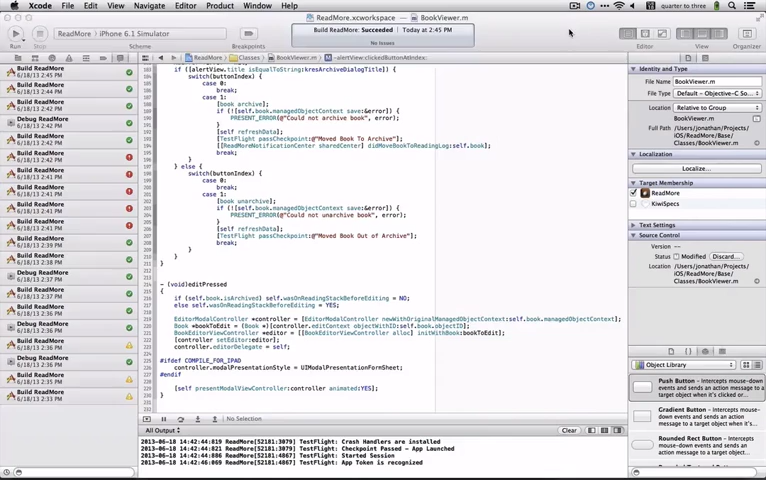 Xcode File Edit View Navigate Editor Product Window Help quarter to three
ReadMore.xcworkspace — BookViewer.m
ReadMore iPhone 6.1 Simulator
Build ReadMore: Succeeded Today at 2:45 PM
No Issues
Run Stop Scheme Breakpoints Editor View Organizer
ReadMore Classes BookViewer.m -alertView:clickedButtonAtIndex:
Build ReadMore
6/18/13 2:45 PM
Build ReadMore
6/18/13 2:44 PM
Build ReadMore
6/18/13 2:44 PM
Build ReadMore
6/18/13 2:42 PM
Debug ReadMore
6/18/13 2:42 PM
Build ReadMore
6/18/13 2:42 PM
Build ReadMore
6/18/13 2:41 PM
Build ReadMore
6/18/13 2:41 PM
Build ReadMore
6/18/13 2:41 PM
Build ReadMore
6/18/13 2:41 PM
Build ReadMore
6/18/13 2:39 PM
Build ReadMore
6/18/13 2:38 PM
Debug ReadMore
6/18/13 2:37 PM
Build ReadMore
6/18/13 2:37 PM
Debug ReadMore
6/18/13 2:36 PM
Build ReadMore
6/18/13 2:36 PM
Debug ReadMore
6/18/13 2:36 PM
Build ReadMore
6/18/13 2:35 PM
Build ReadMore
6/18/13 2:33 PM
if ([alertView.title isEqualToString:kresArchiveDialogTitle]) {
switch(buttonIndex) {
case 0:
break;
case 1:
[book archive];
if (![self.book.managedObjectContext save:&error]) {
PRESENT_ERROR(@"Could not archive book", error);
}
[self refreshData];
[TestFlight passCheckpoint:@"Moved Book To Archive"];
[[ReadMoreNotificationCenter sharedCenter] didMoveBookToReadingLog:self.book];
break;
}
} else {
switch(buttonIndex) {
case 0:
break;
case 1:
[book unarchive];
if (![self.book.managedObjectContext save:&error]) {
PRESENT_ERROR(@"Could not unarchive book", error);
}
[self refreshData];
[TestFlight passCheckpoint:@"Moved Book Out of Archive"];
break;
}
}
}
- (void)editPressed
{
if (self.book.isArchived) self.wasOnReadingStackBeforeEditing = NO;
else self.wasOnReadingStackBeforeEditing = YES;
EditorModalController *controller = [EditorModalController newWithOriginalManagedObjectContext:self.book.managedObjectContext];
Book *bookToEdit = (Book *)[controller.editContext objectWithID:self.book.objectID];
BookEditorViewController *editor = [[BookEditorViewController alloc] initWithBook:bookToEdit];
[controller setEditor:editor];
controller.editorDelegate = self;
#ifdef COMPILE_FOR_IPAD
controller.modalPresentationStyle = UIModalPresentationFormSheet;
#endif
[self presentModalViewController:controller animated:YES];
}
No Selection
All Output Clear
2013-06-18 14:42:44:819 ReadMore[52181:3079] TestFlight: Crash Handlers are installed
2013-06-18 14:42:44:821 ReadMore[52181:3079] TestFlight: Checkpoint Passed - App Launched
2013-06-18 14:42:44:886 ReadMore[52181:4867] TestFlight: Started Session
2013-06-18 14:42:46:069 ReadMore[52181:4867] TestFlight: App Token is recognized
Identity and Type
File Name BookViewer.m
File Type Default - Objective-C So...
Location Relative to Group
BookViewer.m
Full Path /Users/jonathan/Projects/
iOS/ReadMore/
Classes/BookViewer.m
Localization
Localize...
Target Membership
ReadMore
KiwiSpecs
Text Settings
Source Control
Version --
Status Modified Discard...
Location /Users/jonathan/Projects/
iOS/ReadMore/Classes/
BookViewer.m
Object Library
Push Button - Intercepts mouse-down
events and sends an action message to a
target object when it's clicked or...
Gradient Button - Intercepts
mouse-down events and sends an
action message to a target object...
Rounded Rect Button - Intercepts
mouse-down events and sends an